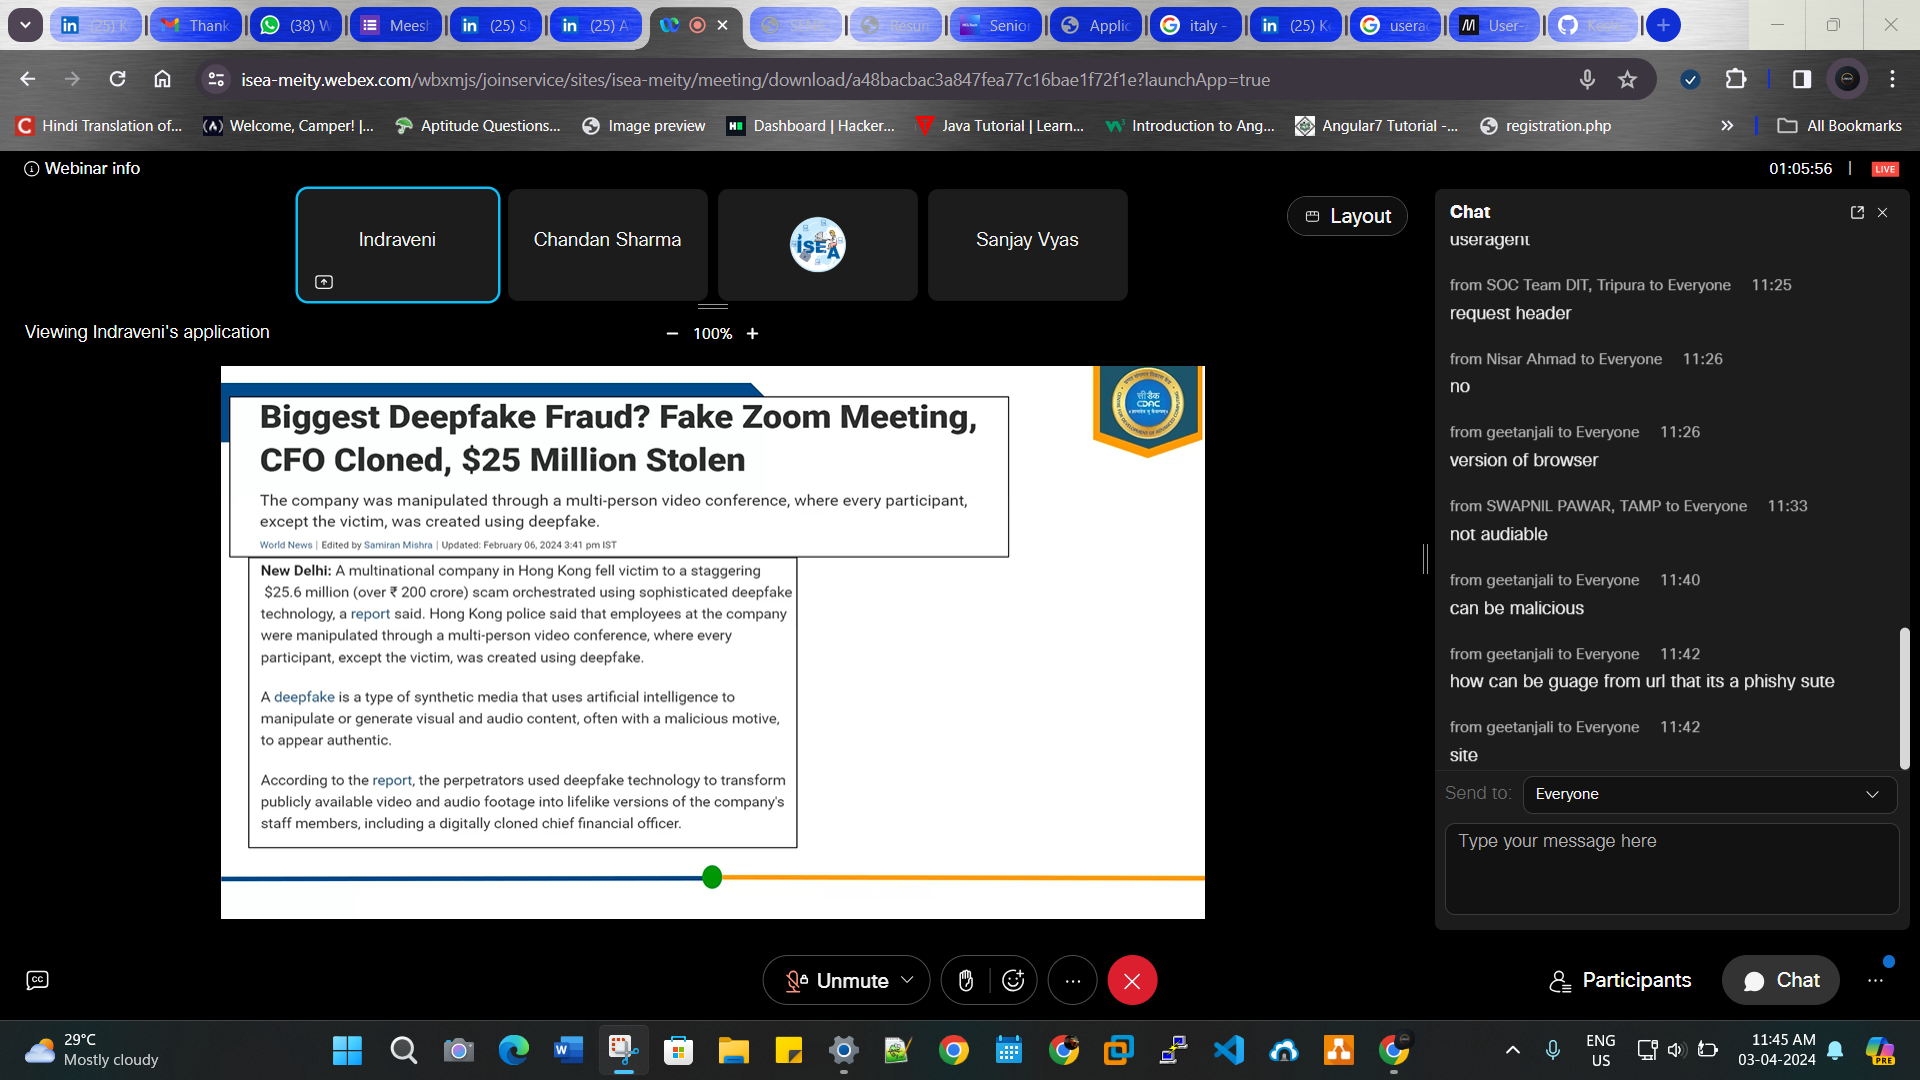 (25) K
Thank
(38) W
Meesh
(25) S
(25) A
Resun
Senior
Applic
italy -
(25) K
usera
User-
isea-meity.webex.com/wbxmjs/joinservice/sites/isea-meity/meeting/download/a48bacbac3a847fea77c16bae1f72f1e?launchApp=true
Hindi Translation of...
Welcome, Camper! |...
Aptitude Questions...
Image preview
Dashboard | Hacker...
Java Tutorial | Learn...
Introduction to Ang...
Angular7 Tutorial -...
registration.php
All Bookmarks
Webinar info
01:05:56
LIVE
Indraveni
Chandan Sharma
ISEA
Sanjay Vyas
Layout
Viewing Indraveni's application
100%
Biggest Deepfake Fraud? Fake Zoom Meeting,
CFO Cloned, $25 Million Stolen
The company was manipulated through a multi-person video conference, where every participant,
except the victim, was created using deepfake.
World News | Edited by Samiran Mishra | Updated: February 06, 2024 3:41 pm IST
New Delhi: A multinational company in Hong Kong fell victim to a staggering
$25.6 million (over ₹ 200 crore) scam orchestrated using sophisticated deepfake
technology, a report said. Hong Kong police said that employees at the company
were manipulated through a multi-person video conference, where every
participant, except the victim, was created using deepfake.
A deepfake is a type of synthetic media that uses artificial intelligence to
manipulate or generate visual and audio content, often with a malicious motive,
to appear authentic.
According to the report, the perpetrators used deepfake technology to transform
publicly available video and audio footage into lifelike versions of the company's
staff members, including a digitally cloned chief financial officer.
सीडैक
CDAC
Chat
useragent
from SOC Team DIT, Tripura to Everyone 11:25
request header
from Nisar Ahmad to Everyone 11:26
no
from geetanjali to Everyone 11:26
version of browser
from SWAPNIL PAWAR, TAMP to Everyone 11:33
not audiable
from geetanjali to Everyone 11:40
can be malicious
from geetanjali to Everyone 11:42
how can be guage from url that its a phishy sute
from geetanjali to Everyone 11:42
site
Send to: Everyone
Type your message here
Unmute
Participants
Chat
29°C
Mostly cloudy
ENG
US
11:45 AM
03-04-2024
PRE